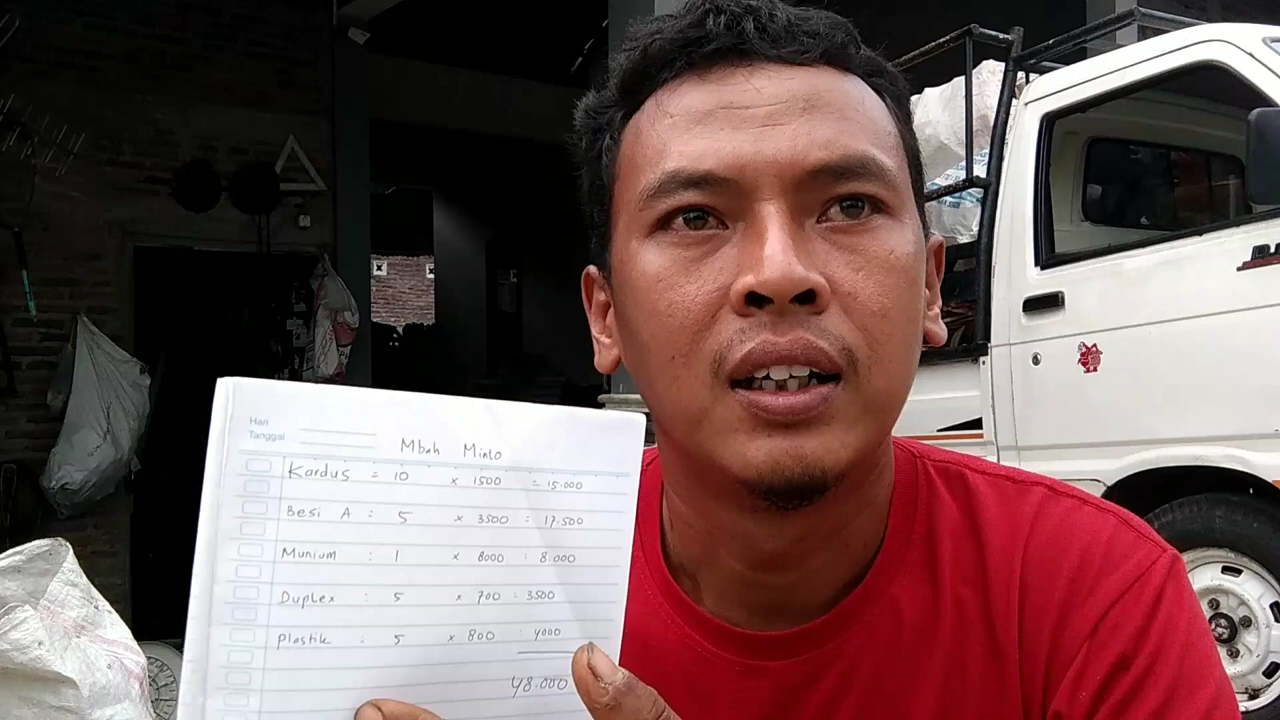 Hari
Tanggal
Mbah Minto
Kardus = 10 x 1500 = 15.000
Besi A : 5 x 3500 : 17.500
Munium : 1 x 8000 : 8.000
Duplex : 5 x 700 : 3500
Plastik : 5 x 800 : 4000
48.000